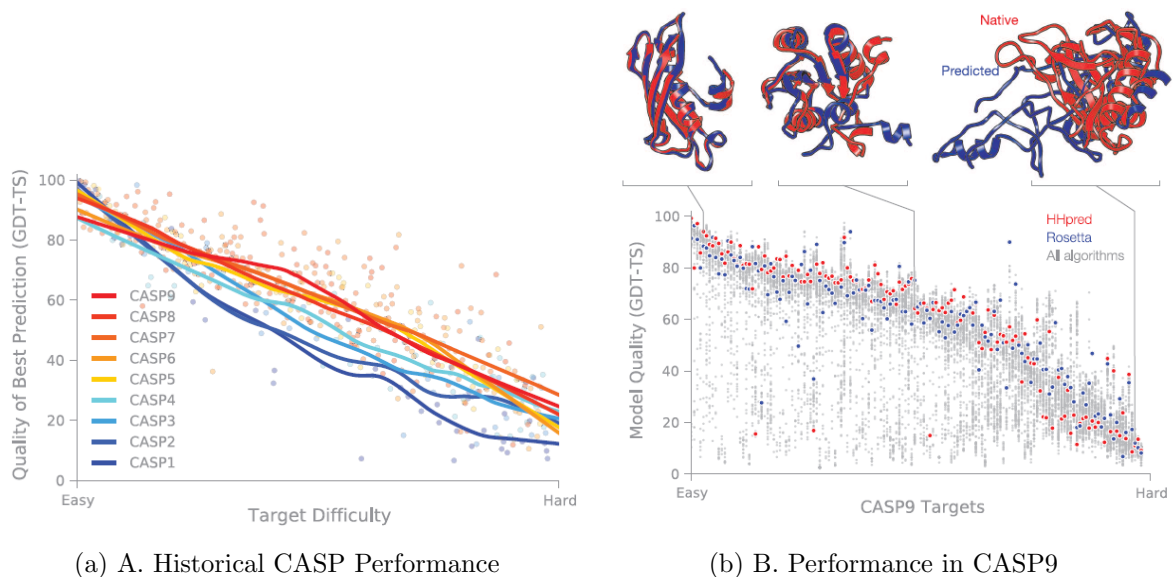 Native
Predicted
Quality of Best Prediction (GDT-TS)
100
80
60
40
20
0
CASP9
CASP8
CASP7
CASP6
CASP5
CASP4
CASP3
CASP2
CASP1
Easy
Hard
Target Difficulty
(a) A. Historical CASP Performance
Model Quality (GDT-TS)
100
80
60
40
20
0
HHpred
Rosetta
All algorithms
Easy
Hard
CASP9 Targets
(b) B. Performance in CASP9